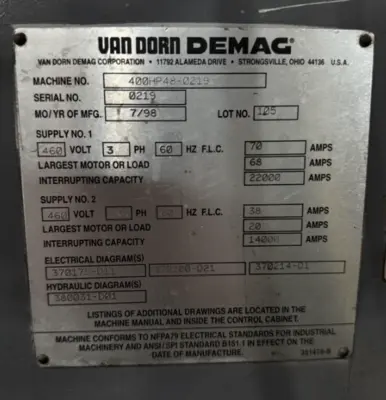 VAN DORN DEMAG®
VAN DORN DEMAG CORPORATION • 11792 ALAMEDA DRIVE • STRONGSVILLE, OHIO 44136 U.S.A.
MACHINE NO. 400HP48-0219
SERIAL NO. 0219
MO/YR OF MFG. 7/98 LOT NO. 105
SUPPLY NO. 1
460 VOLT 3 PH 60 HZ F.L.C. 70 AMPS
LARGEST MOTOR OR LOAD 68 AMPS
INTERRUPTING CAPACITY 22000 AMPS
SUPPLY NO. 2
460 VOLT PH 60 HZ F.L.C. 38 AMPS
LARGEST MOTOR OR LOAD 20 AMPS
INTERRUPTING CAPACITY 14000 AMPS
ELECTRICAL DIAGRAM(S)
370214-01
HYDRAULIC DIAGRAM(S)
LISTINGS OF ADDITIONAL DRAWINGS ARE LOCATED IN THE
MACHINE MANUAL AND INSIDE THE CONTROL CABINET.
MACHINE CONFORMS TO NFPA79 ELECTRICAL STANDARDS FOR INDUSTRIAL
MACHINERY AND ANSI/SPI STANDARD B151.1 IN EFFECT ON THE
DATE OF MANUFACTURE.